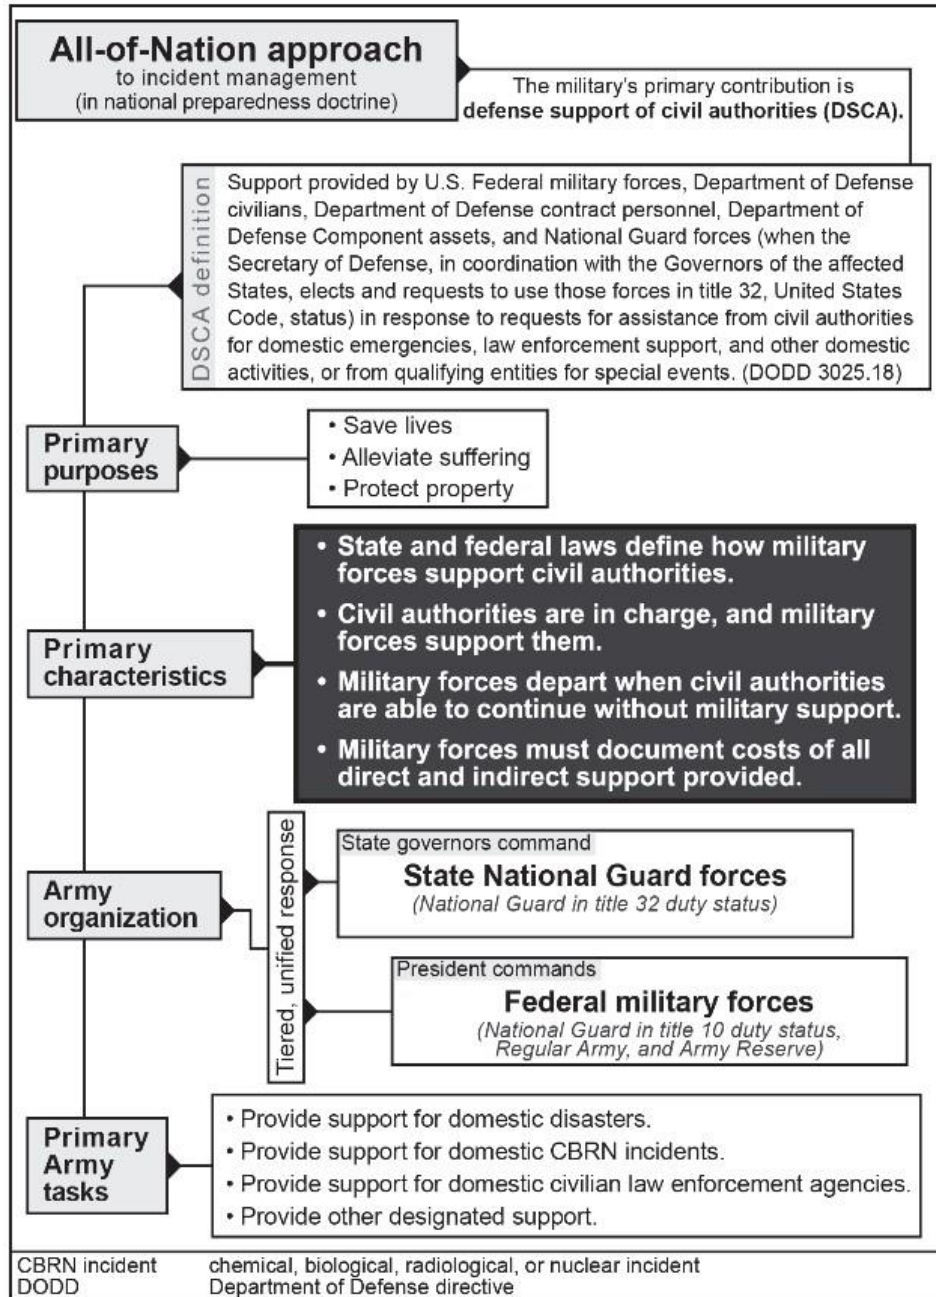 All-of-Nation approach
to incident management
(in national preparedness doctrine)
The military's primary contribution is
defense support of civil authorities (DSCA).
DSCA definition
Support provided by U.S. Federal military forces, Department of Defense
civilians, Department of Defense contract personnel, Department of
Defense Component assets, and National Guard forces (when the
Secretary of Defense, in coordination with the Governors of the affected
States, elects and requests to use those forces in title 32, United States
Code, status) in response to requests for assistance from civil authorities
for domestic emergencies, law enforcement support, and other domestic
activities, or from qualifying entities for special events. (DODD 3025.18)
Primary
purposes
• Save lives
• Alleviate suffering
• Protect property
Primary
characteristics
• State and federal laws define how military
forces support civil authorities.
• Civil authorities are in charge, and military
forces support them.
• Military forces depart when civil authorities
are able to continue without military support.
• Military forces must document costs of all
direct and indirect support provided.
Army
organization
Tiered, unified response
State governors command
State National Guard forces
(National Guard in title 32 duty status)
President commands
Federal military forces
(National Guard in title 10 duty status,
Regular Army, and Army Reserve)
Primary
Army
tasks
• Provide support for domestic disasters.
• Provide support for domestic CBRN incidents.
• Provide support for domestic civilian law enforcement agencies.
• Provide other designated support.
CBRN incident chemical, biological, radiological, or nuclear incident
DODD Department of Defense directive